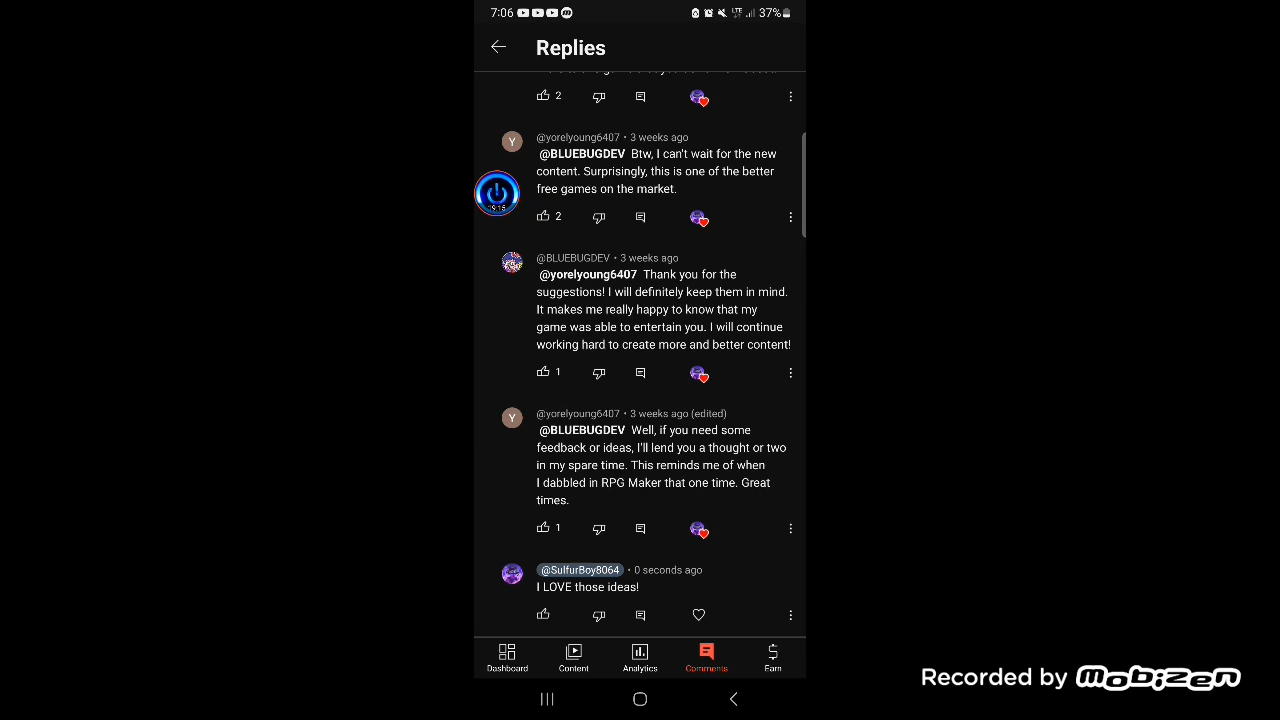 7:06 LTE 37%
Replies
2
@yorelyoung6407 • 3 weeks ago
@BLUEBUGDEV Btw, I can't wait for the new
content. Surprisingly, this is one of the better
free games on the market.
2
@BLUEBUGDEV • 3 weeks ago
@yorelyoung6407 Thank you for the
suggestions! I will definitely keep them in mind.
It makes me really happy to know that my
game was able to entertain you. I will continue
working hard to create more and better content!
1
Y
@yorelyoung6407 • 3 weeks ago (edited)
@BLUEBUGDEV Well, if you need some
feedback or ideas, I'll lend you a thought or two
in my spare time. This reminds me of when
I dabbled in RPG Maker that one time. Great
times.
1
@SulfurBoy8064 • 0 seconds ago
I LOVE those ideas!
Dashboard Content Analytics Comments Earn
Recorded by mobizen